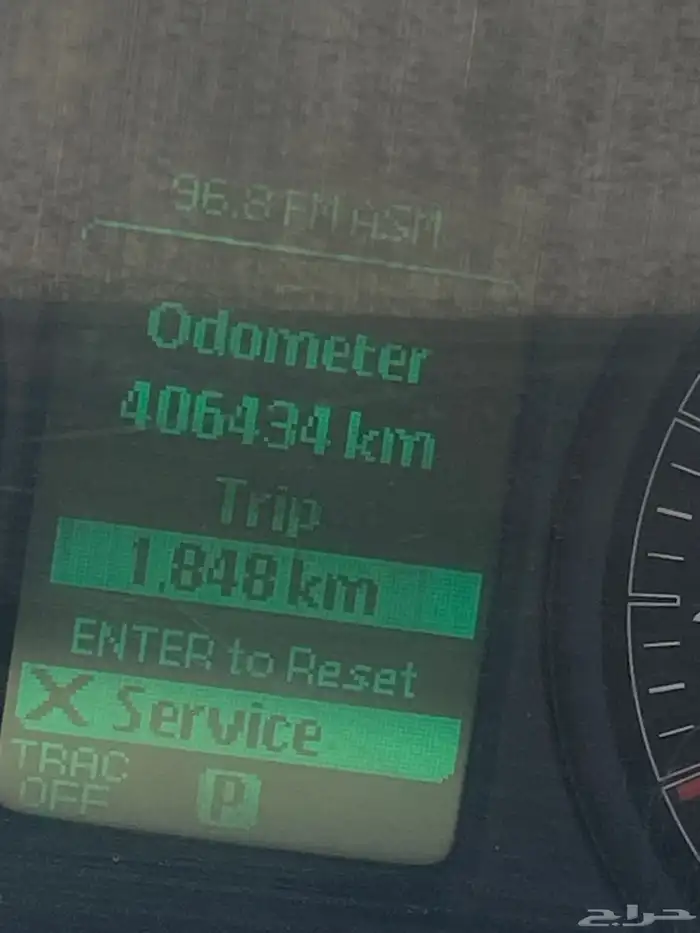 96.8 FM ASM
Odometer
406434 km
Trip
1,848 km
ENTER to Reset
X Service
TRAC
OFF
P
حراج